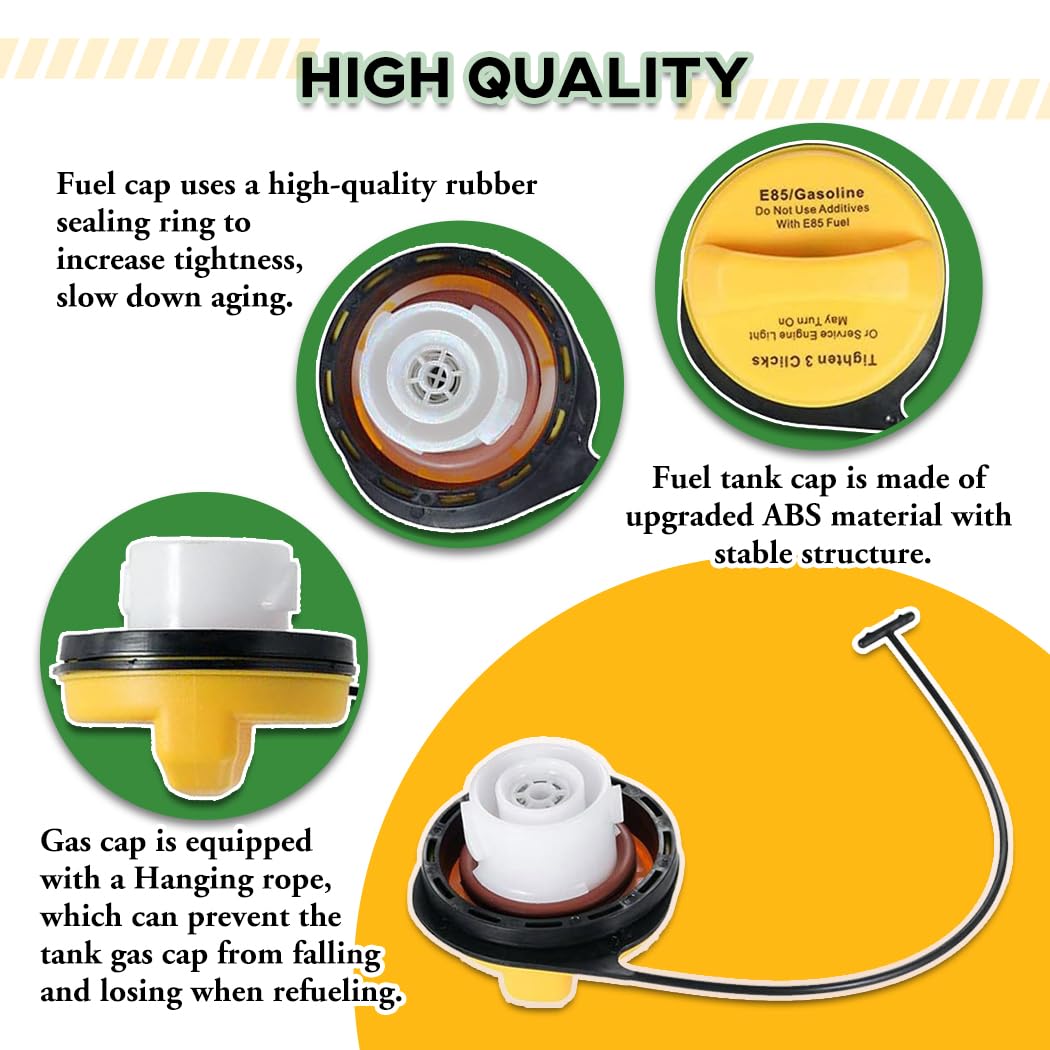 HIGH QUALITY
Fuel cap uses a high-quality rubber
sealing ring to
increase tightness,
slow down aging.
E85/Gasoline
Do Not Use Additives
With E85 Fuel
Tighten 3 Clicks
Or Service Engine Light
May Turn On
Fuel tank cap is made of
upgraded ABS material with
stable structure.
Gas cap is equipped
with a Hanging rope,
which can prevent the
tank gas cap from falling
and losing when refueling.